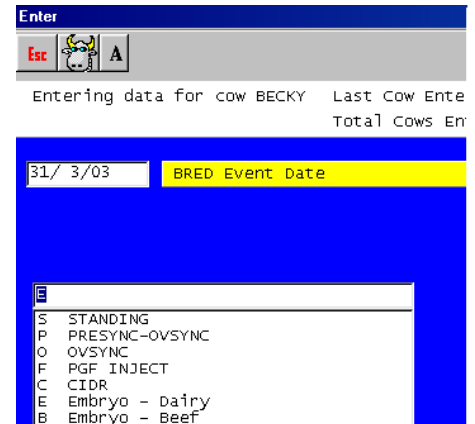 Enter
Esc A
Entering data for cow BECKY Last Cow Ente
Total Cows En
31/ 3/03 BRED Event Date
E
S STANDING
P PRESYNC-OVSYNC
O OVSYNC
F PGF INJECT
C CIDR
E Embryo - Dairy
B Embryo - Beef